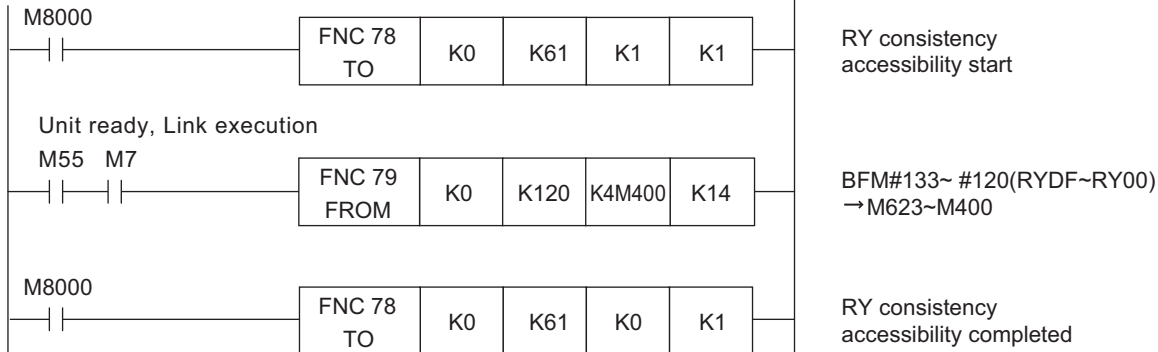 M8000
FNC 78
TO
K0
K61
K1
K1
RY consistency
accessibility start
Unit ready, Link execution
M55 M7
FNC 79
FROM
K0
K120
K4M400
K14
BFM#133~ #120(RYDF~RY00)
→M623~M400
M8000
FNC 78
TO
K0
K61
K0
K1
RY consistency
accessibility completed